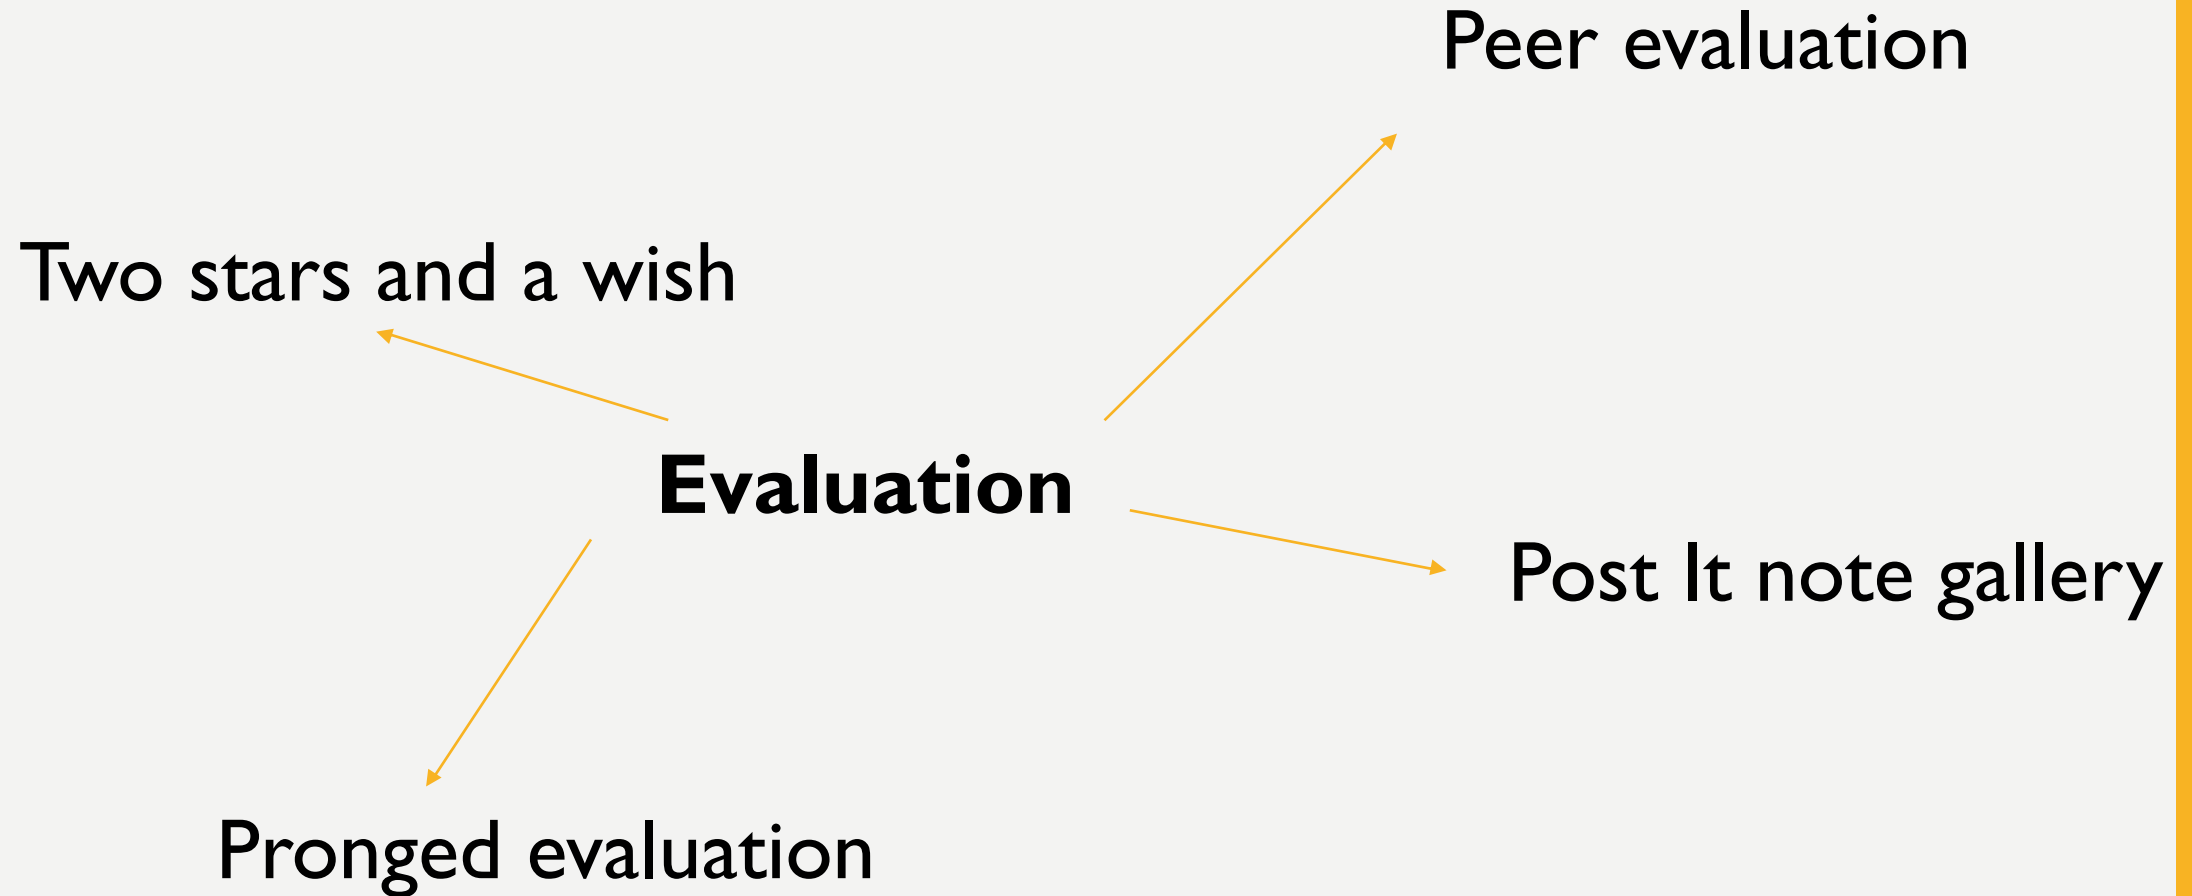 Peer evaluation
Two stars and a wish
Evaluation
Post It note gallery
Pronged evaluation